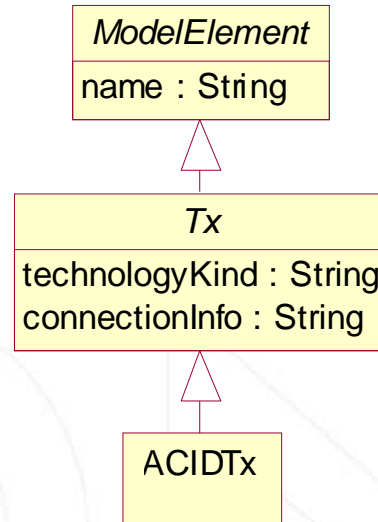 ModelElement
name : String
Tx
technologyKind : String
connectionInfo : String
ACIDTx